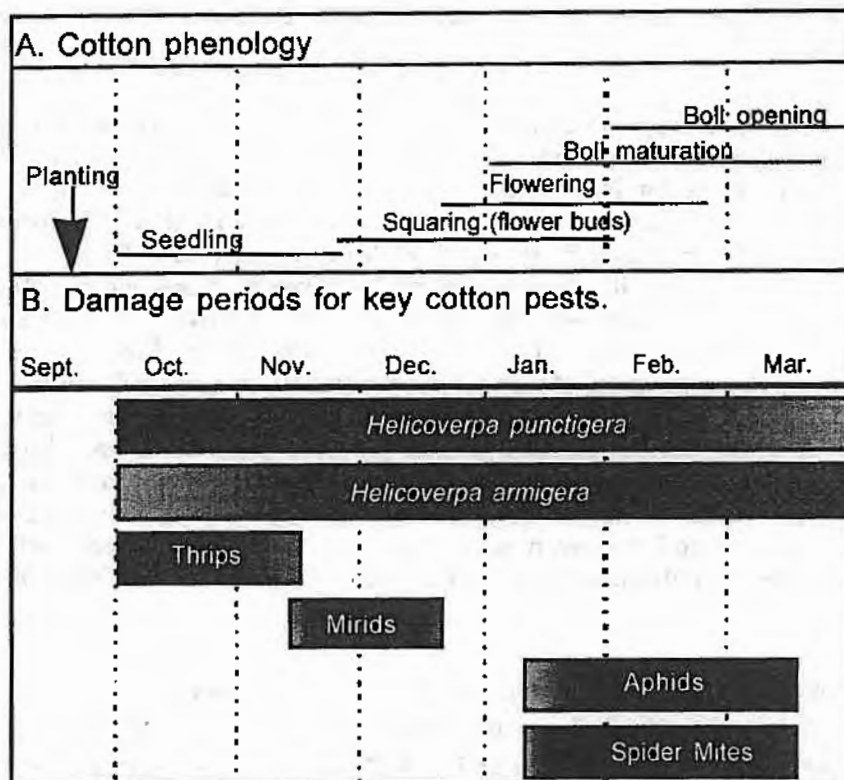 A. Cotton phenology
Boll opening
Boll maturation
Planting
Flowering
Squaring (flower buds)
Seedling
B. Damage periods for key cotton pests.
Sept. Oct. Nov. Dec. Jan. Feb. Mar.
Helicoverpa punctigera
Helicoverpa armigera
Thrips
Mirids
Aphids
Spider Mites